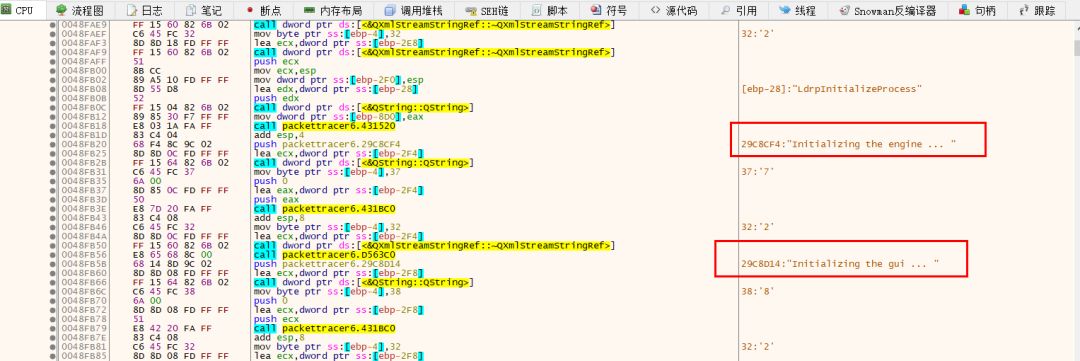 CPU 流程图 日志 笔记 断点 内存布局 调用堆栈 SEH链 脚本 符号 源代码 引用 线程 Snowman反编译器 句柄 跟踪
0048FAE9 FF 15 60 82 6B 02 call dword ptr ds:[<&QXmlStreamStringRef::~QXmlStreamStringRef>]
0048FAEF C6 45 FC 32 mov byte ptr ss:[ebp-4],32 32:'2'
0048FAF3 8D 8D 18 FD FF FF lea ecx,dword ptr ss:[ebp-2E8]
0048FAF9 FF 15 60 82 6B 02 call dword ptr ds:[<&QXmlStreamStringRef::~QXmlStreamStringRef>]
0048FAFF 51 push ecx
0048FB00 8B CC mov ecx,esp
0048FB02 89 A5 10 FD FF FF mov dword ptr ss:[ebp-2F0],esp
0048FB08 8D 55 D8 lea edx,dword ptr ss:[ebp-28] [ebp-28]:"LdrpInitializeProcess"
0048FB0B 52 push edx
0048FB0C FF 15 04 82 6B 02 call dword ptr ds:[<&QString::QString>]
0048FB12 89 85 30 F7 FF FF mov dword ptr ss:[ebp-8D0],eax
0048FB18 E8 03 1A FA FF call packettracer6.431520
0048FB1D 83 C4 04 add esp,4
0048FB20 68 F4 8C 9C 02 push packettracer6.29C8CF4 29C8CF4:"Initializing the engine ... "
0048FB25 8D 8D 0C FD FF FF lea ecx,dword ptr ss:[ebp-2F4]
0048FB2B FF 15 64 82 6B 02 call dword ptr ds:[<&QString::QString>]
0048FB31 C6 45 FC 37 mov byte ptr ss:[ebp-4],37 37:'7'
0048FB35 6A 00 push 0
0048FB37 8D 85 0C FD FF FF lea eax,dword ptr ss:[ebp-2F4]
0048FB3D 50 push eax
0048FB3E E8 7D 20 FA FF call packettracer6.431BC0
0048FB43 83 C4 08 add esp,8
0048FB46 C6 45 FC 32 mov byte ptr ss:[ebp-4],32 32:'2'
0048FB4A 8D 8D 0C FD FF FF lea ecx,dword ptr ss:[ebp-2F4]
0048FB50 FF 15 60 82 6B 02 call dword ptr ds:[<&QXmlStreamStringRef::~QXmlStreamStringRef>]
0048FB56 E8 65 68 8C 00 call packettracer6.D563C0
0048FB5B 68 14 8D 9C 02 push packettracer6.29C8D14 29C8D14:"Initializing the gui ... "
0048FB60 8D 8D 08 FD FF FF lea ecx,dword ptr ss:[ebp-2F8]
0048FB66 FF 15 64 82 6B 02 call dword ptr ds:[<&QString::QString>]
0048FB6C C6 45 FC 38 mov byte ptr ss:[ebp-4],38 38:'8'
0048FB70 6A 00 push 0
0048FB72 8D 8D 08 FD FF FF lea ecx,dword ptr ss:[ebp-2F8]
0048FB78 51 push ecx
0048FB79 E8 42 20 FA FF call packettracer6.431BC0
0048FB7E 83 C4 08 add esp,8
0048FB81 C6 45 FC 32 mov byte ptr ss:[ebp-4],32 32:'2'
0048FB85 8D 8D 08 FD FF FF lea ecx,dword ptr ss:[ebp-2F8]